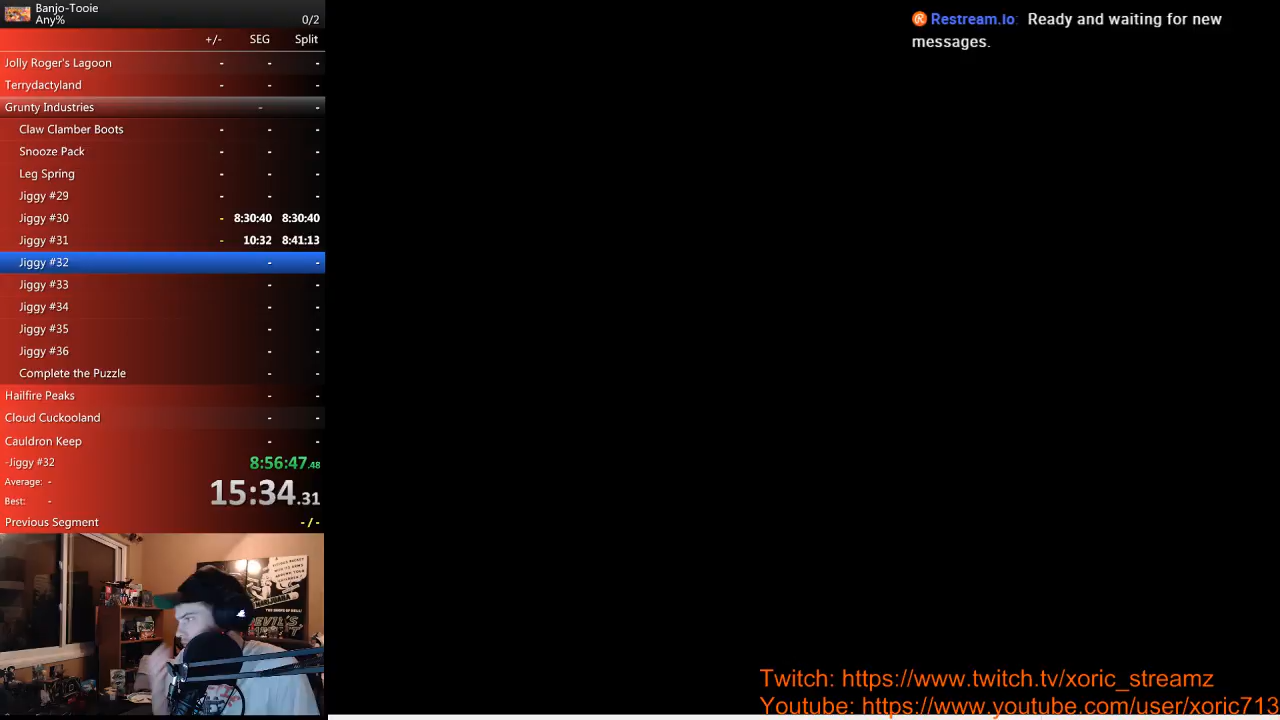 Banjo-Tooie
Any%
0/2
+/- SEG Split
Jolly Roger's Lagoon - - -
Terrydactyland - - -
Grunty Industries - -
Claw Clamber Boots - - -
Snooze Pack - - -
Leg Spring - - -
Jiggy #29 - - -
Jiggy #30 - 8:30:40 8:30:40
Jiggy #31 - 10:32 8:41:13
Jiggy #32 - -
Jiggy #33 - -
Jiggy #34 - -
Jiggy #35 - -
Jiggy #36 - -
Complete the Puzzle - -
Hailfire Peaks - -
Cloud Cuckooland - -
Cauldron Keep - -
-Jiggy #32 8:56:47.48
Average: -
15:34.31
Best: -
Previous Segment - / -
Restream.io: Ready and waiting for new
messages.
MARIJUANA
DEVIL'S
Twitch: https://www.twitch.tv/xoric_streamz
Youtube: https://www.youtube.com/user/xoric713